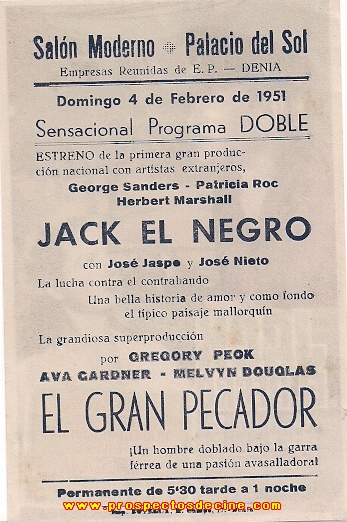 Salón Moderno Palacio del Sol
Empresas Reunidas de E. P. — DENIA
Domingo 4 de Febrero de 1951
Sensacional Programa DOBLE
ESTRENO de la primera gran produc-
ción nacional con artistas extranjeros,
George Sanders - Patricia Roc
Herbert Marshall
JACK EL NEGRO
con José Jaspe y José Nieto
La lucha contra el contrabando
Una bella historia de amor y como fondo
el típico paisaje mallorquín
La grandiosa superproducción
por GREGORY PECK
AVA GARDNER - MELVYN DOUGLAS
EL GRAN PECADOR
¡Un hombre doblado bajo la garra
férrea de una pasión avasalladora!
Permanente de 5'30 tarde a 1 noche
www.prospectosdecine.com